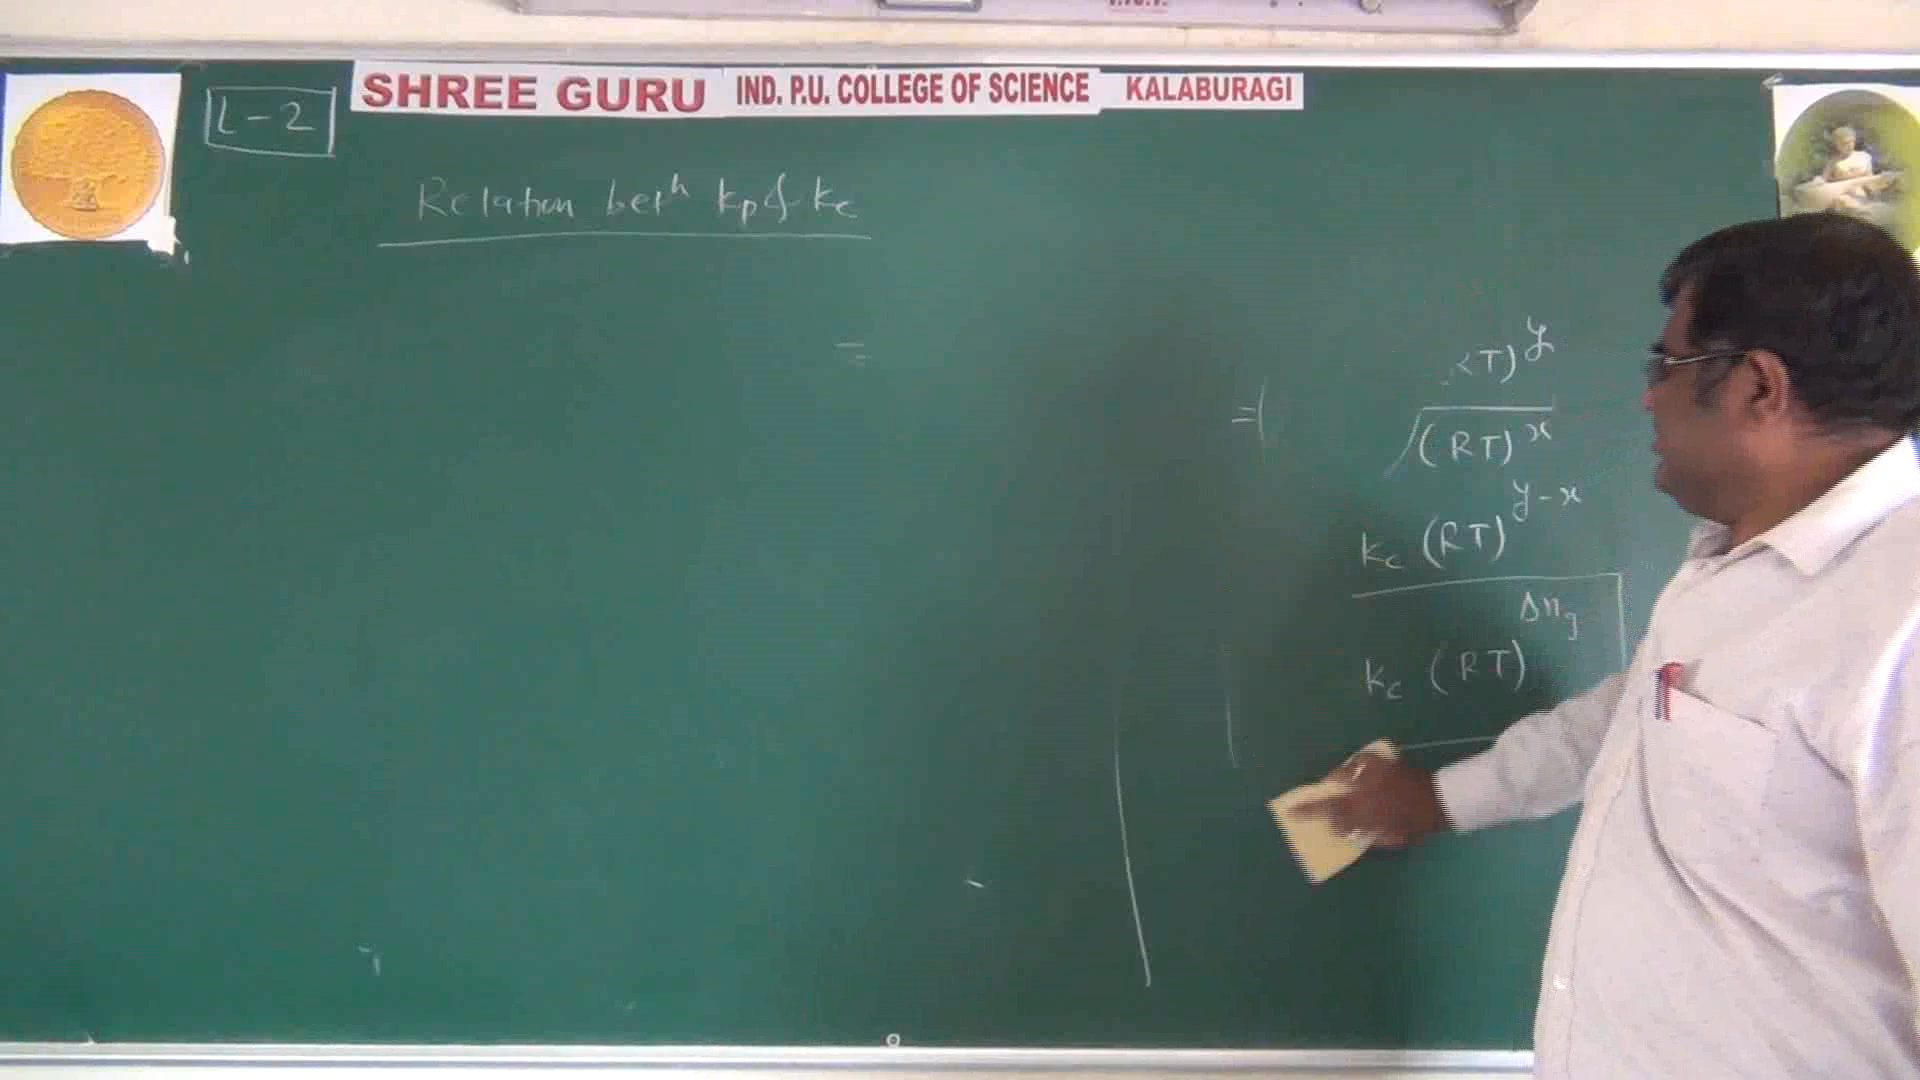 SHREE GURU IND. P.U. COLLEGE OF SCIENCE KALABURAGI
L-2
Relation betⁿ Kp & Kc
=
RT)^y
=
(RT)^x
Kc (RT)^y-x
Kc (RT)^Δng